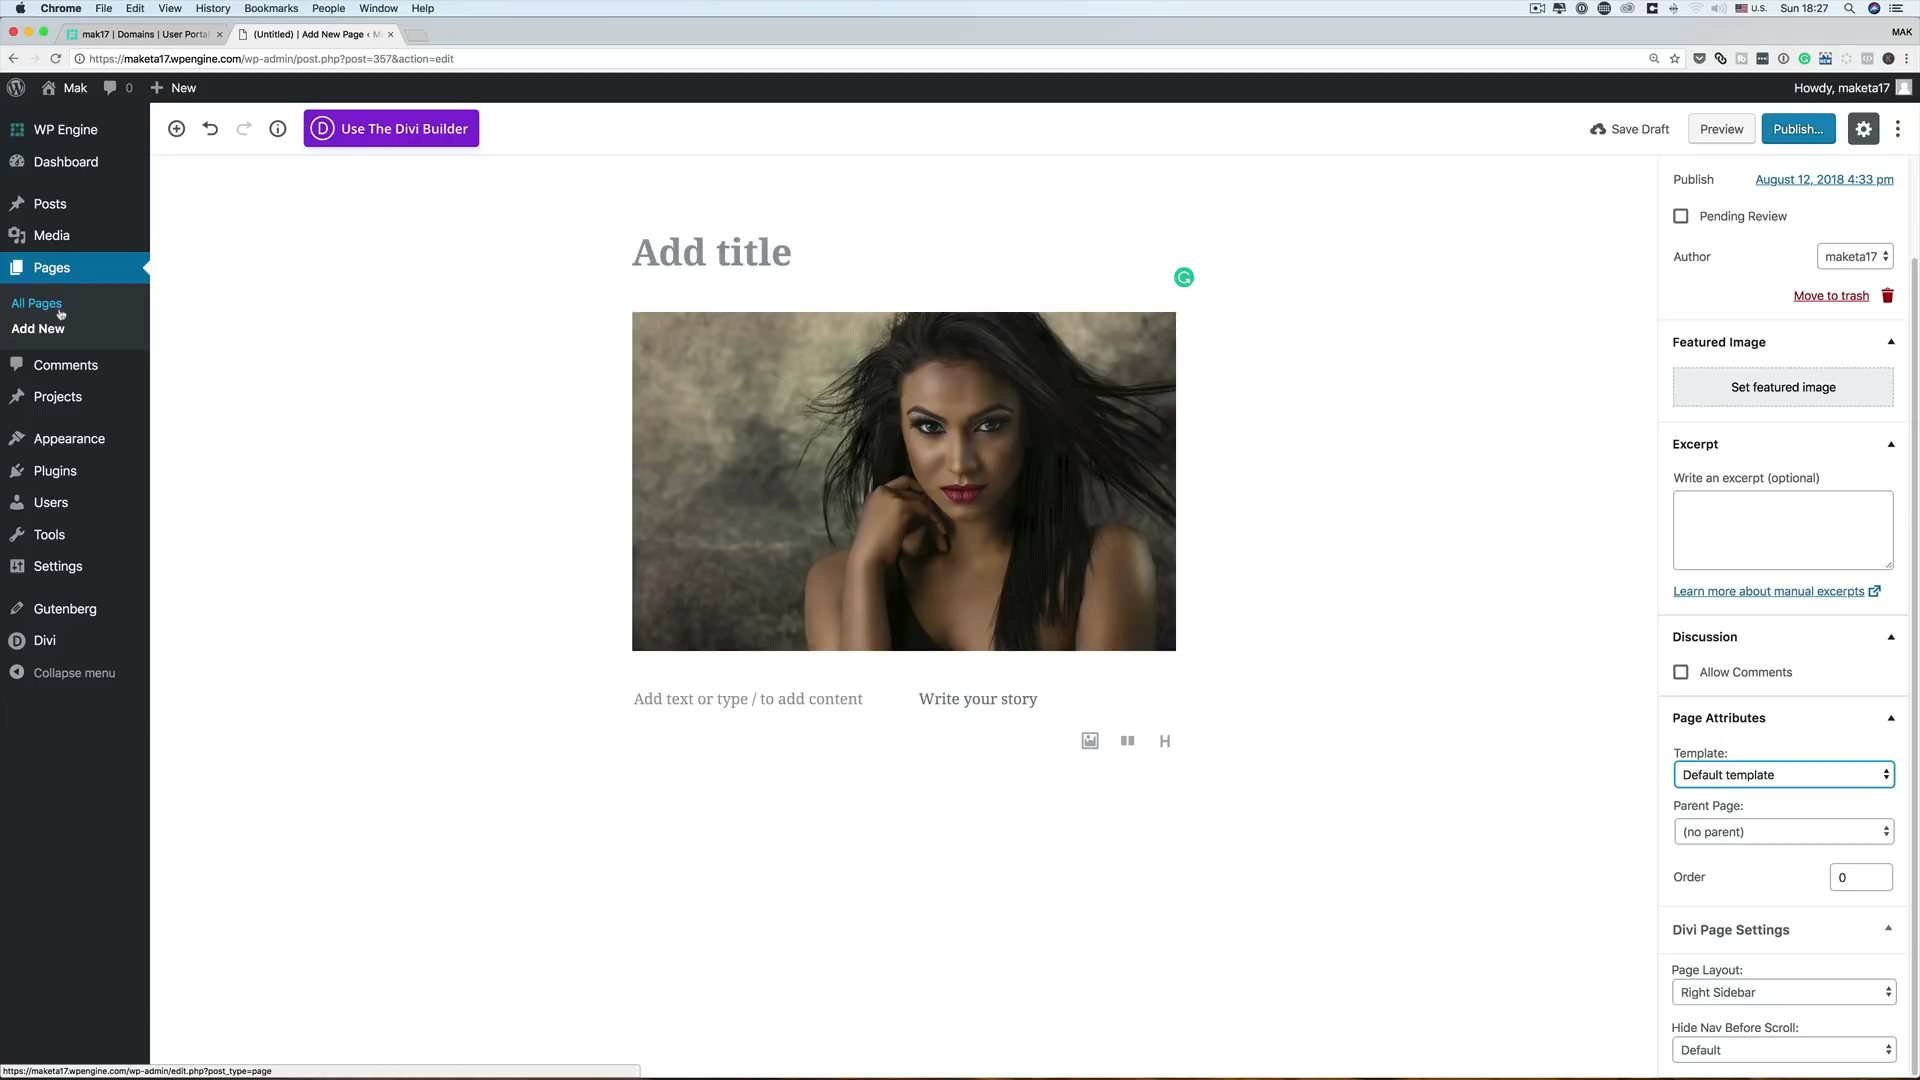 Chrome File Edit View History Bookmarks People Window Help
U.S. Sun 18:27
mak17 | Domains | User Porta
(Untitled) | Add New Page ‹ M
MAK
https://maketa17.wpengine.com/wp-admin/post.php?post=357&action=edit
Mak 0 New
Howdy, maketa17
WP Engine
Dashboard
Posts
Media
Pages
All Pages
Add New
Comments
Projects
Appearance
Plugins
Users
Tools
Settings
Gutenberg
Divi
Collapse menu
D Use The Divi Builder
Save Draft
Preview
Publish...
Add title
Add text or type / to add content
Write your story
H
Publish August 12, 2018 4:33 pm
Pending Review
Author maketa17
Move to trash
Featured Image
Set featured image
Excerpt
Write an excerpt (optional)
Learn more about manual excerpts
Discussion
Allow Comments
Page Attributes
Template:
Default template
Parent Page:
(no parent)
Order 0
Divi Page Settings
Page Layout:
Right Sidebar
Hide Nav Before Scroll:
Default
https://maketa17.wpengine.com/wp-admin/edit.php?post_type=page